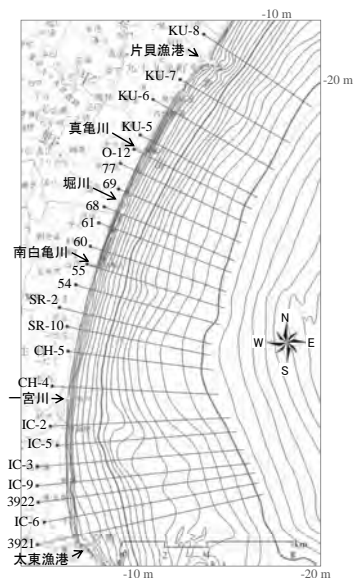 -10 m
KU-8
片貝漁港
-20 m
KU-7
KU-6
真亀川
KU-5
O-12
77
堀川
69
68
61
60
南白亀川
55
54
SR-2
N
SR-10
W
E
CH-5
S
CH-4
一宮川
IC-2
IC-5
IC-3
IC-9
3922
IC-6
3921
太東漁港
km
-10 m
-20 m